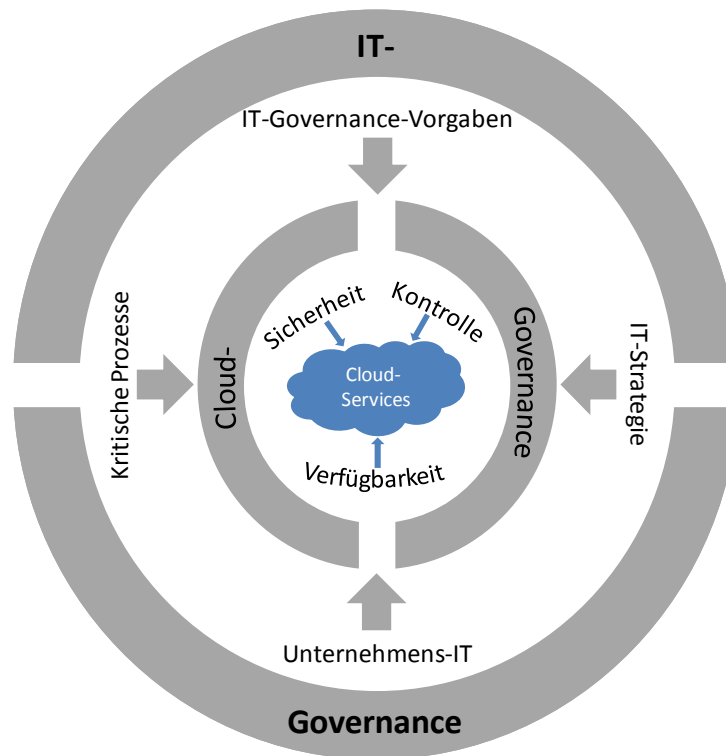 IT-
IT-Governance-Vorgaben
Sicherheit
Kontrolle
Kritische Prozesse
Cloud-
Cloud-
Services
Governance
IT-Strategie
Verfügbarkeit
Unternehmens-IT
Governance